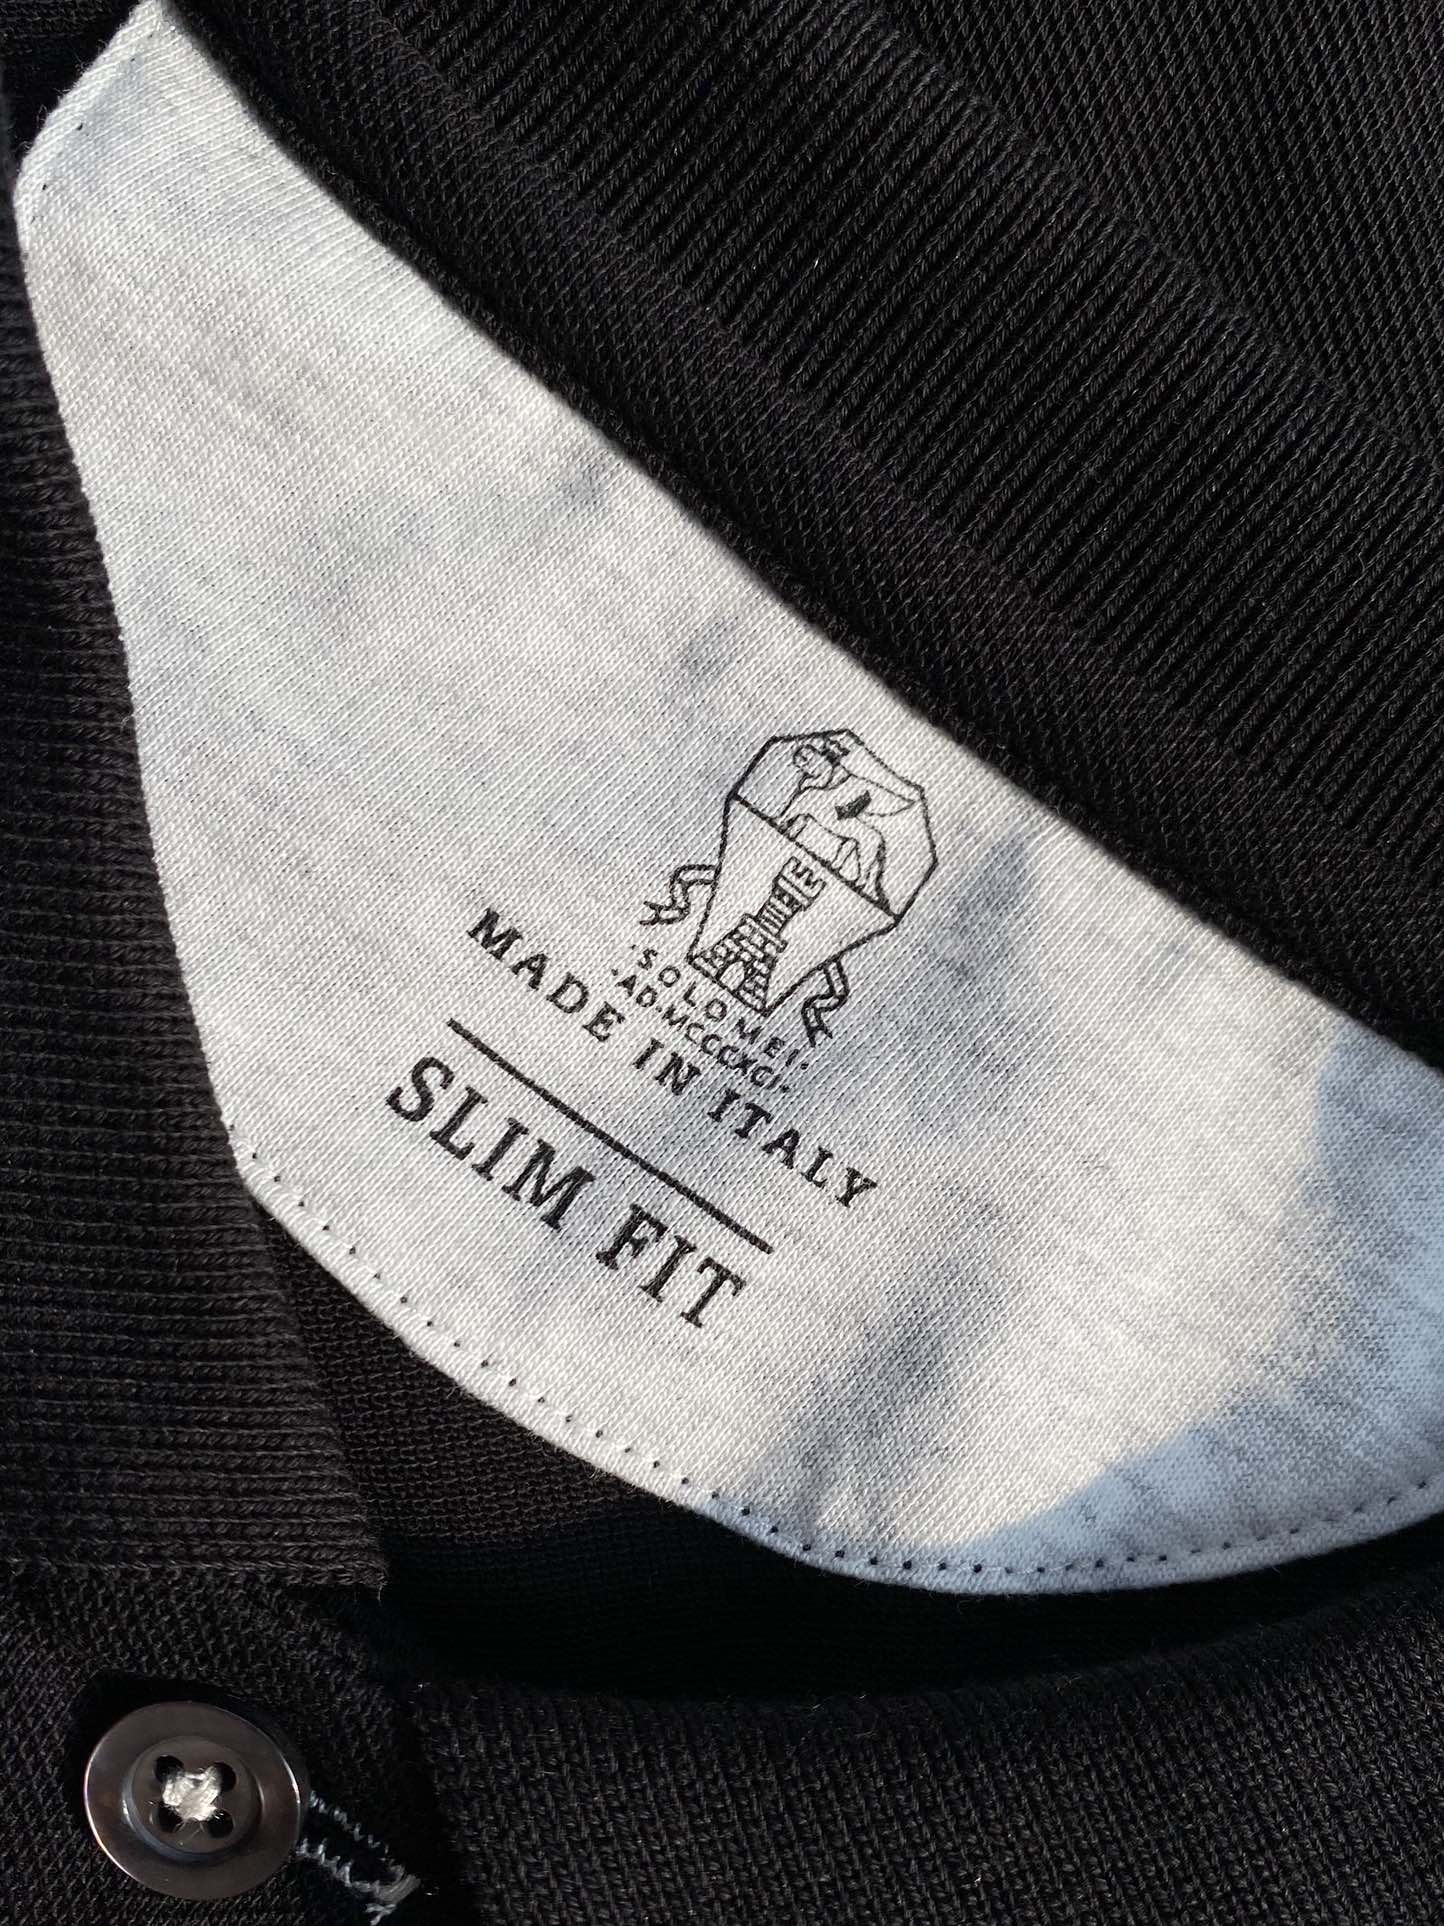 ·SOLOMEI·
·AD·MCCCXCI·
MADE IN ITALY
SLIM FIT